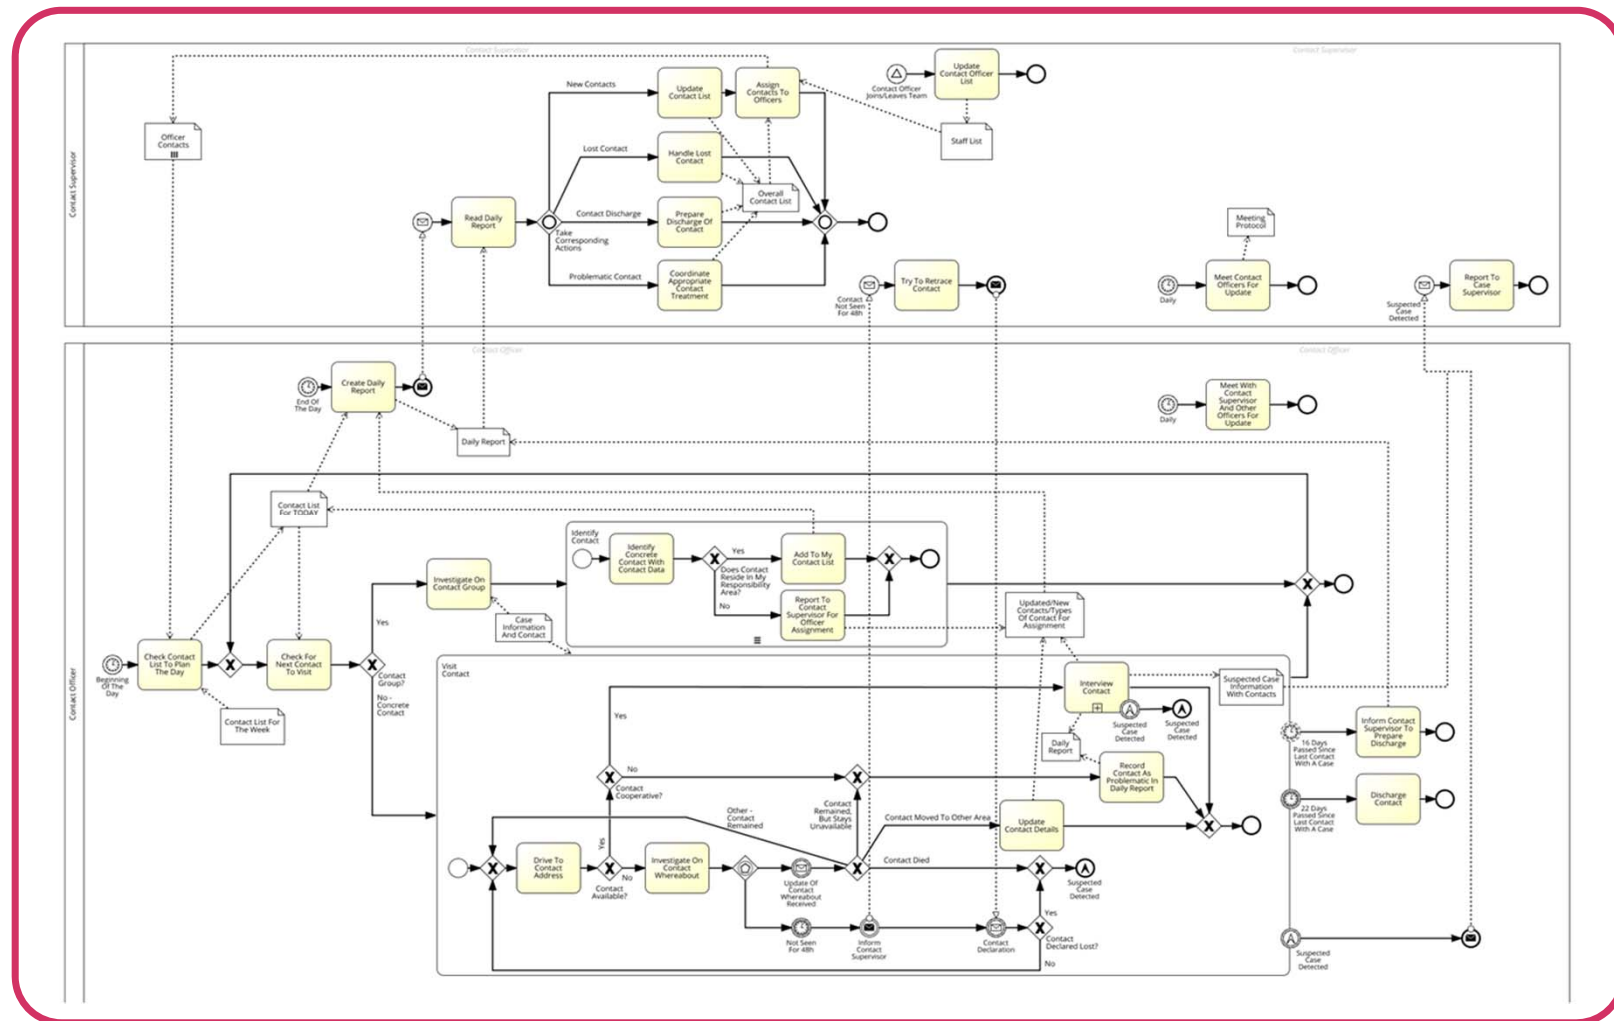 Contact Supervisor
Contact Supervisor
Contact Supervisor
Officer
Contacts
New Contacts
Update
Contact List
Assign
Contacts To
Officers
Contact Officer
Joins/Leaves Team
Update
Contact Officer
List
Staff List
Lost Contact
Handle Lost
Contact
Overall
Contact List
Read Daily
Report
Take
Corresponding
Actions
Contact Discharge
Prepare
Discharge Of
Contact
Problematic Contact
Coordinate
Appropriate
Contact
Treatment
Contact
Not Seen
For 48h
Try To Retrace
Contact
Meeting
Protocol
Daily
Meet Contact
Officers For
Update
Suspected
Case
Detected
Report To
Case
Supervisor
Contact Officer
Contact Officer
Contact Officer
End Of
The Day
Create Daily
Report
Daily Report
Daily
Meet With
Contact
Supervisor
And Other
Officers For
Update
Contact List
For TODAY
Beginning
Of The
Day
Check Contact
List To Plan
The Day
Contact List For
The Week
Check For
Next Contact
To Visit
Yes
Contact
Group?
No -
Concrete
Contact
Investigate On
Contact Group
Case
Information
And Contact
Identify
Contact
Identify
Concrete
Contact With
Contact Data
Yes
Does Contact
Reside In My
Responsibility
Area?
No
Add To My
Contact List
Report To
Contact
Supervisor For
Officer
Assignment
Updated/New
Contacts/Types
Of Contact For
Assignment
Visit
Contact
Interview
Contact
Suspected
Case
Detected
Suspected
Case
Detected
Suspected Case
Information
With Contacts
Yes
No
Contact
Cooperative?
Daily
Report
Record
Contact As
Problematic In
Daily Report
Contact
Remained,
But Stays
Unavailable
Other -
Contact
Remained
Contact Moved To Other Area
Update
Contact Details
Drive To
Contact
Address
Yes
No
Contact
Available?
Investigate On
Contact
Whereabout
Update Of
Contact
Whereabout
Received
Contact Died
Suspected
Case
Detected
Not Seen
For 48h
Inform
Contact
Supervisor
Contact
Declaration
Yes
Contact
Declared Lost?
No
16 Days
Passed Since
Last Contact
With A Case
Inform Contact
Supervisor To
Prepare
Discharge
22 Days
Passed Since
Last Contact
With A Case
Discharge
Contact
Suspected
Case
Detected